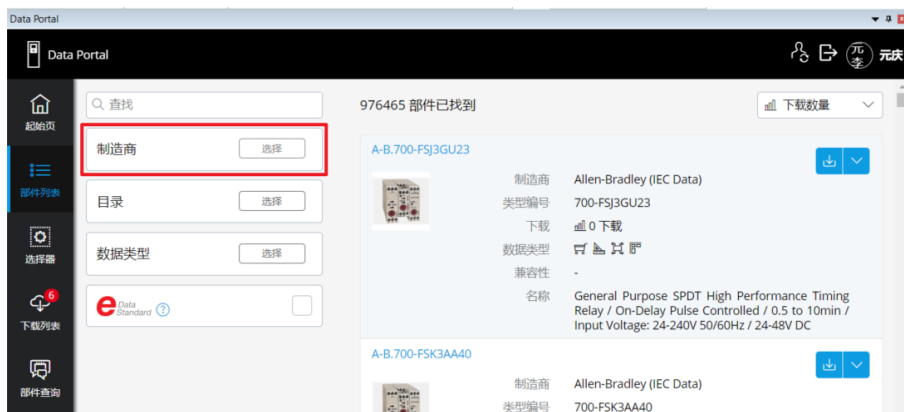 Data Portal
Data Portal
元李
元庆
起始页
部件列表
选择器
6
下载列表
部件查询
查找
制造商
选择
目录
选择
数据类型
选择
e Data Standard
976465 部件已找到
下载数量
A-B.700-FSJ3GU23
制造商 Allen-Bradley (IEC Data)
类型编号 700-FSJ3GU23
下载 0 下载
数据类型
兼容性 -
名称 General Purpose SPDT High Performance Timing
Relay / On-Delay Pulse Controlled / 0.5 to 10min /
Input Voltage: 24-240V 50/60Hz / 24-48V DC
A-B.700-FSK3AA40
制造商 Allen-Bradley (IEC Data)
类型编号 700-FSK3AA40